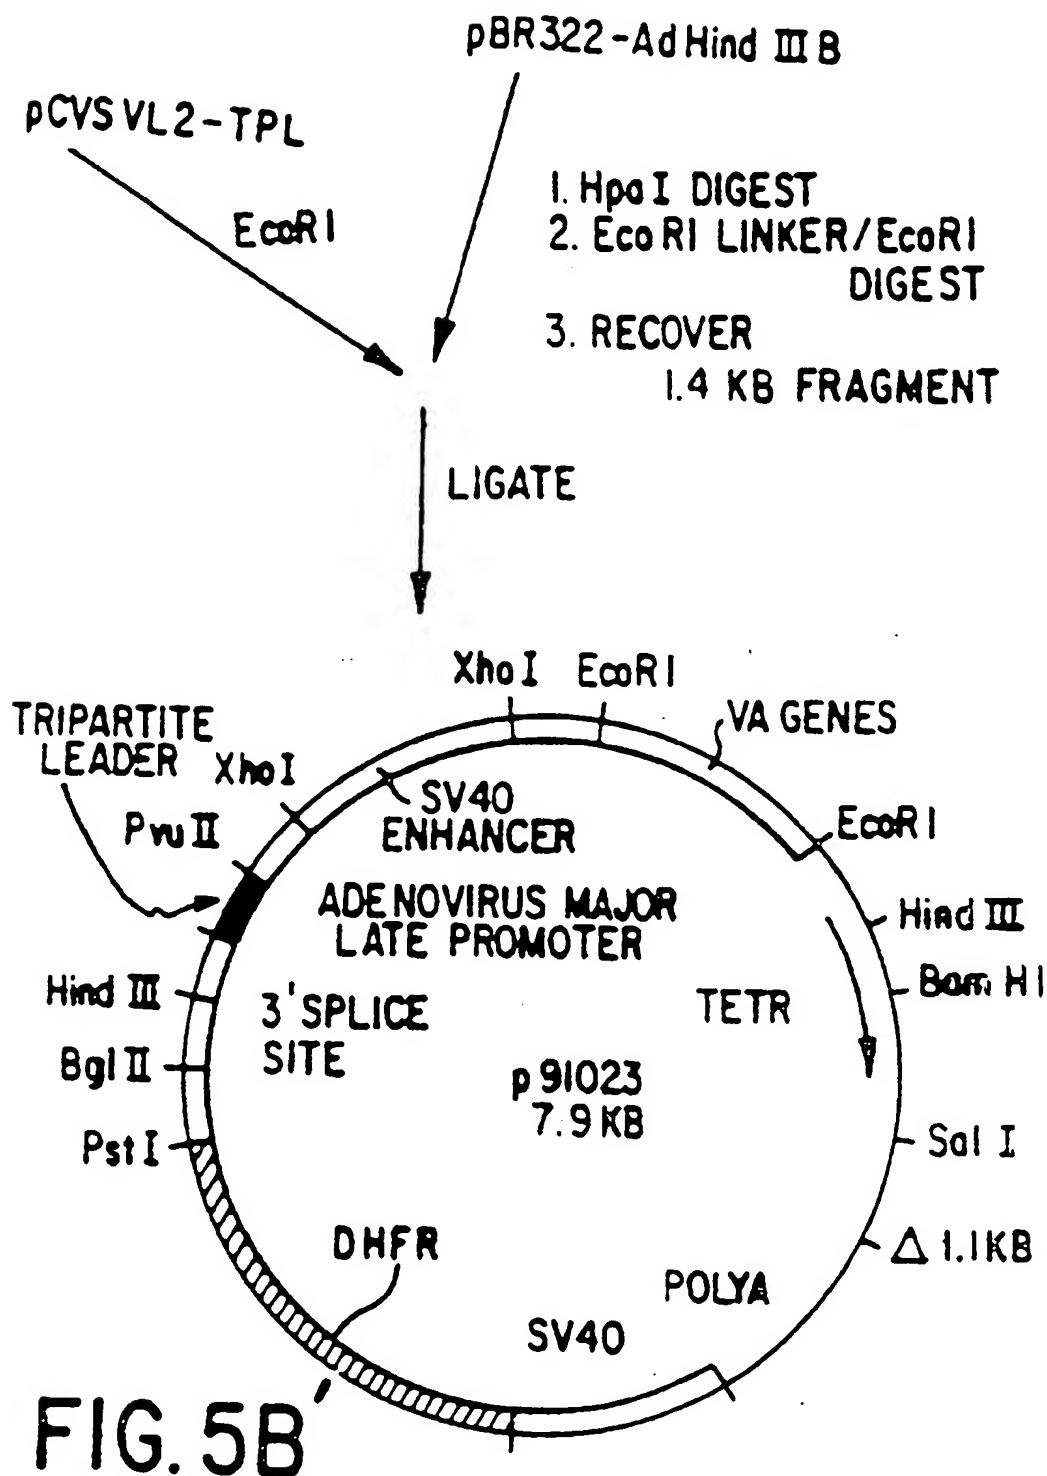 pBR322-Ad Hind III B
pCVSVL2-TPL
EcoRI
1. HpaI DIGEST
2. EcoRI LINKER/EcoRI
DIGEST
3. RECOVER
1.4 KB FRAGMENT
LIGATE
XhoI EcoRI
TRIPARTITE
LEADER
XhoI
VA GENES
SV40
ENHANCER
PvuII
EcoRI
ADENOVIRUS MAJOR
LATE PROMOTER
Hind III
Hind III
3' SPLICE
SITE
TETR
Bam HI
BglII
p91023
7.9 KB
PstI
Sal I
DHFR
Δ 1.1KB
POLYA
SV40
FIG. 5B'